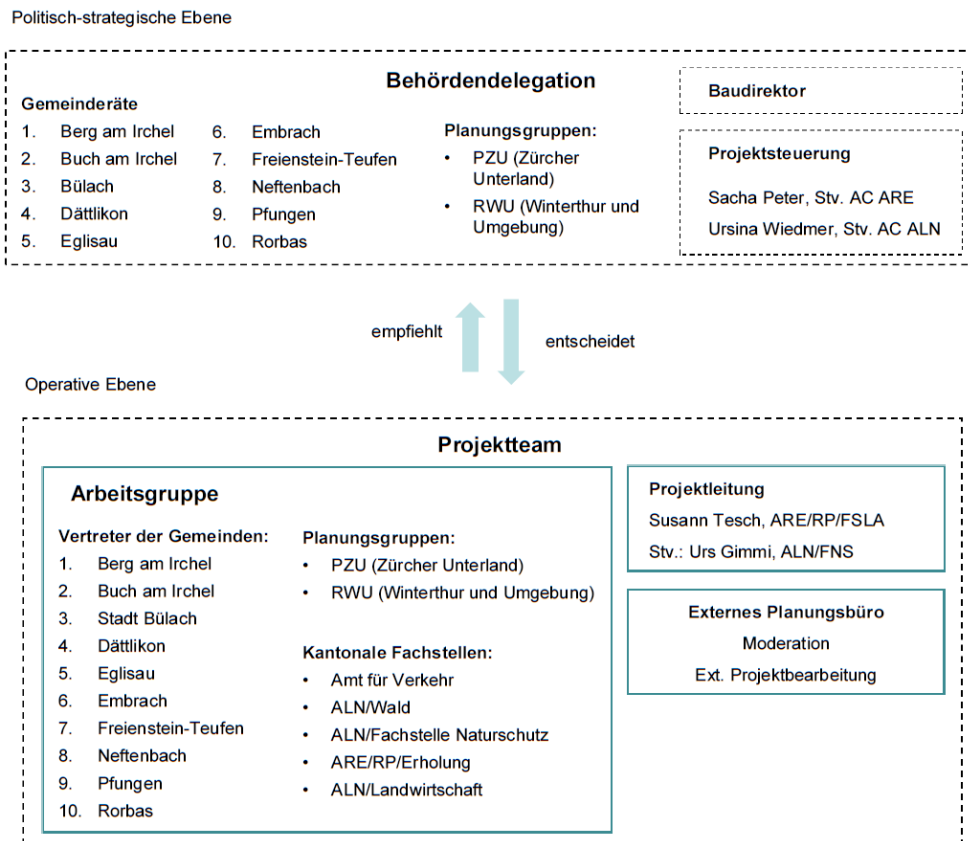 Politisch-strategische Ebene
Behördendelegation
Gemeinderäte
1. Berg am Irchel
2. Buch am Irchel
3. Bülach
4. Dättlikon
5. Eglisau
6. Embrach
7. Freienstein-Teufen
8. Neftenbach
9. Pfungen
10. Rorbas
Planungsgruppen:
• PZU (Zürcher
Unterland)
• RWU (Winterthur und
Umgebung)
Baudirektor
Projektsteuerung
Sacha Peter, Stv. AC ARE
Ursina Wiedmer, Stv. AC ALN
empfiehlt
entscheidet
Operative Ebene
Projektteam
Arbeitsgruppe
Vertreter der Gemeinden:
1. Berg am Irchel
2. Buch am Irchel
3. Stadt Bülach
4. Dättlikon
5. Eglisau
6. Embrach
7. Freienstein-Teufen
8. Neftenbach
9. Pfungen
10. Rorbas
Planungsgruppen:
• PZU (Zürcher Unterland)
• RWU (Winterthur und Umgebung)
Kantonale Fachstellen:
• Amt für Verkehr
• ALN/Wald
• ALN/Fachstelle Naturschutz
• ARE/RP/Erholung
• ALN/Landwirtschaft
Projektleitung
Susann Tesch, ARE/RP/FSLA
Stv.: Urs Gimmi, ALN/FNS
Externes Planungsbüro
Moderation
Ext. Projektbearbeitung